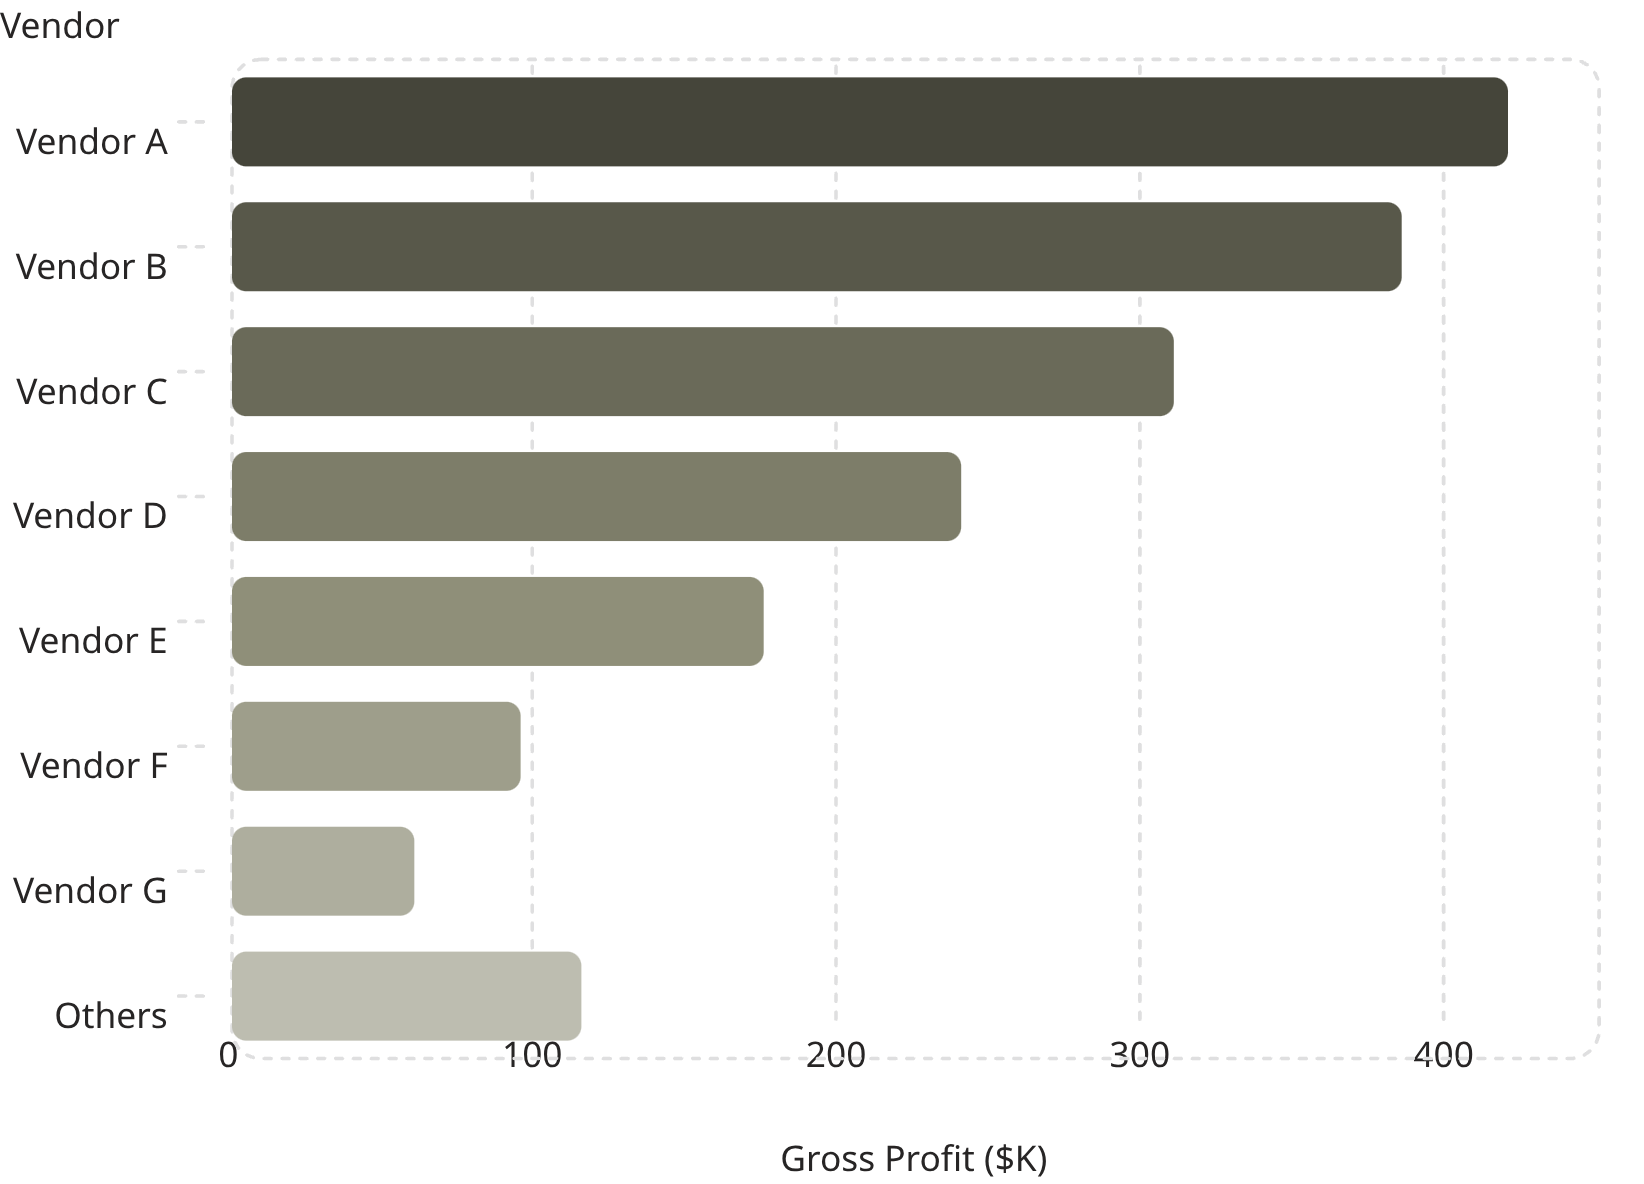 Vendor
Vendor A
Vendor B
Vendor C
Vendor D
Vendor E
Vendor F
Vendor G
Others
0 100 200 300 400
Gross Profit ($K)